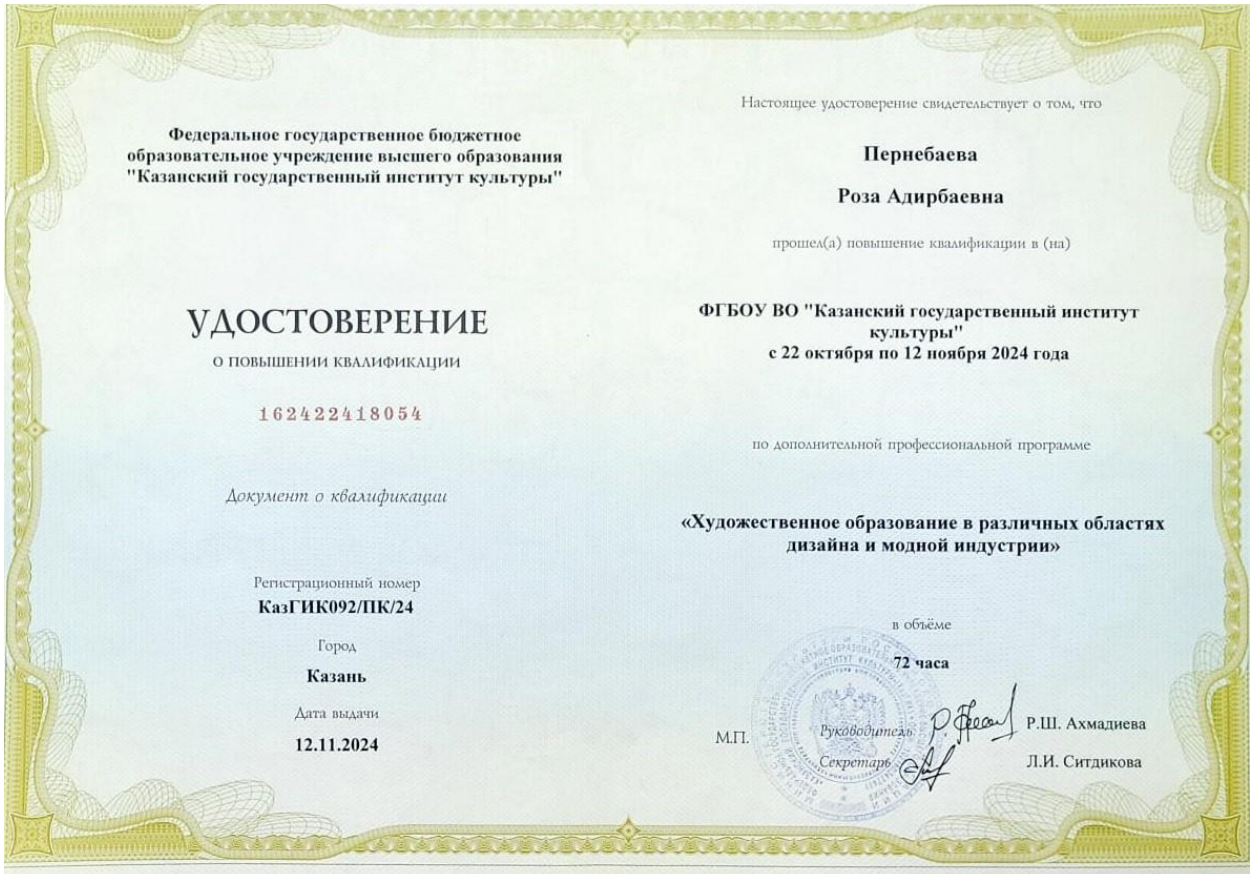 Федеральное государственное бюджетное
образовательное учреждение высшего образования
"Казанский государственный институт культуры"
УДОСТОВЕРЕНИЕ
О ПОВЫШЕНИИ КВАЛИФИКАЦИИ
162422418054
Документ о квалификации
Регистрационный номер
КазГИК092/ПК/24
Город
Казань
Дата выдачи
12.11.2024
Настоящее удостоверение свидетельствует о том, что
Пернебаева
Роза Адирбаевна
прошел(а) повышение квалификации в (на)
ФГБОУ ВО "Казанский государственный институт
культуры"
с 22 октября по 12 ноября 2024 года
по дополнительной профессиональной программе
«Художественное образование в различных областях
дизайна и модной индустрии»
в объёме
72 часа
М.П.
Руководитель
Р.Ш. Ахмадиева
Секретарь
Л.И. Ситдикова